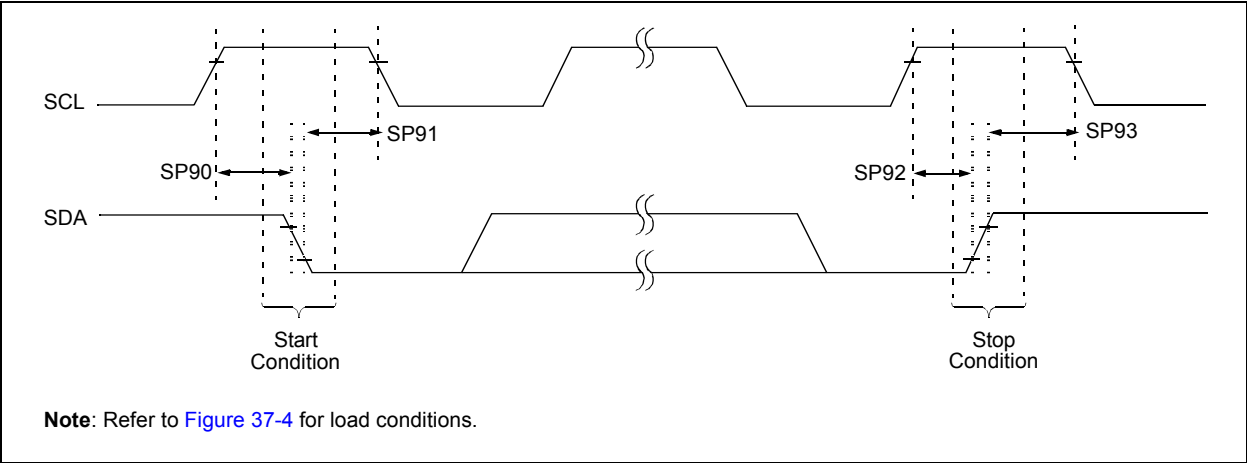 SCL
SP91
SP93
SP90
SP92
SDA
Start
Condition
Stop
Condition
Note: Refer to Figure 37-4 for load conditions.